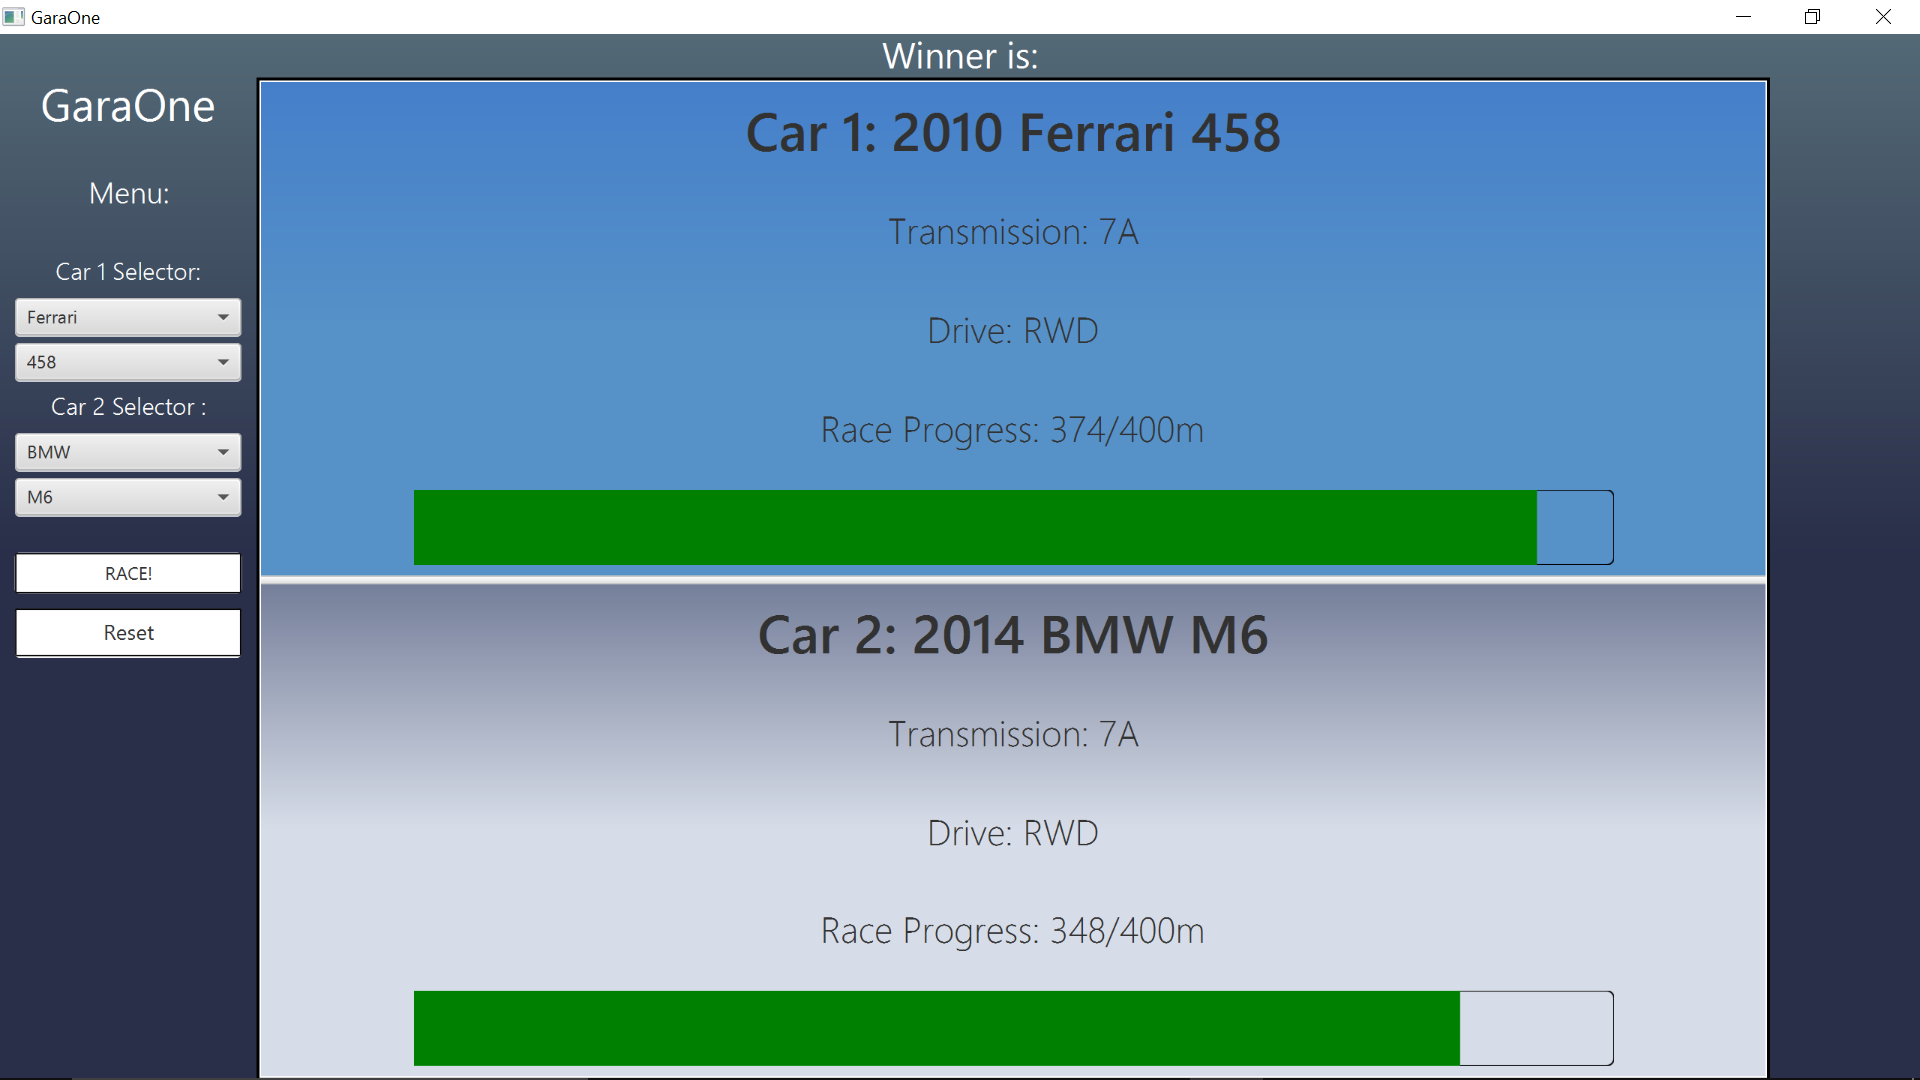 GaraOne
Winner is:
GaraOne
Menu:
Car 1 Selector:
Ferrari
458
Car 2 Selector :
BMW
M6
RACE!
Reset
Car 1: 2010 Ferrari 458
Transmission: 7A
Drive: RWD
Race Progress: 374/400m
Car 2: 2014 BMW M6
Transmission: 7A
Drive: RWD
Race Progress: 348/400m